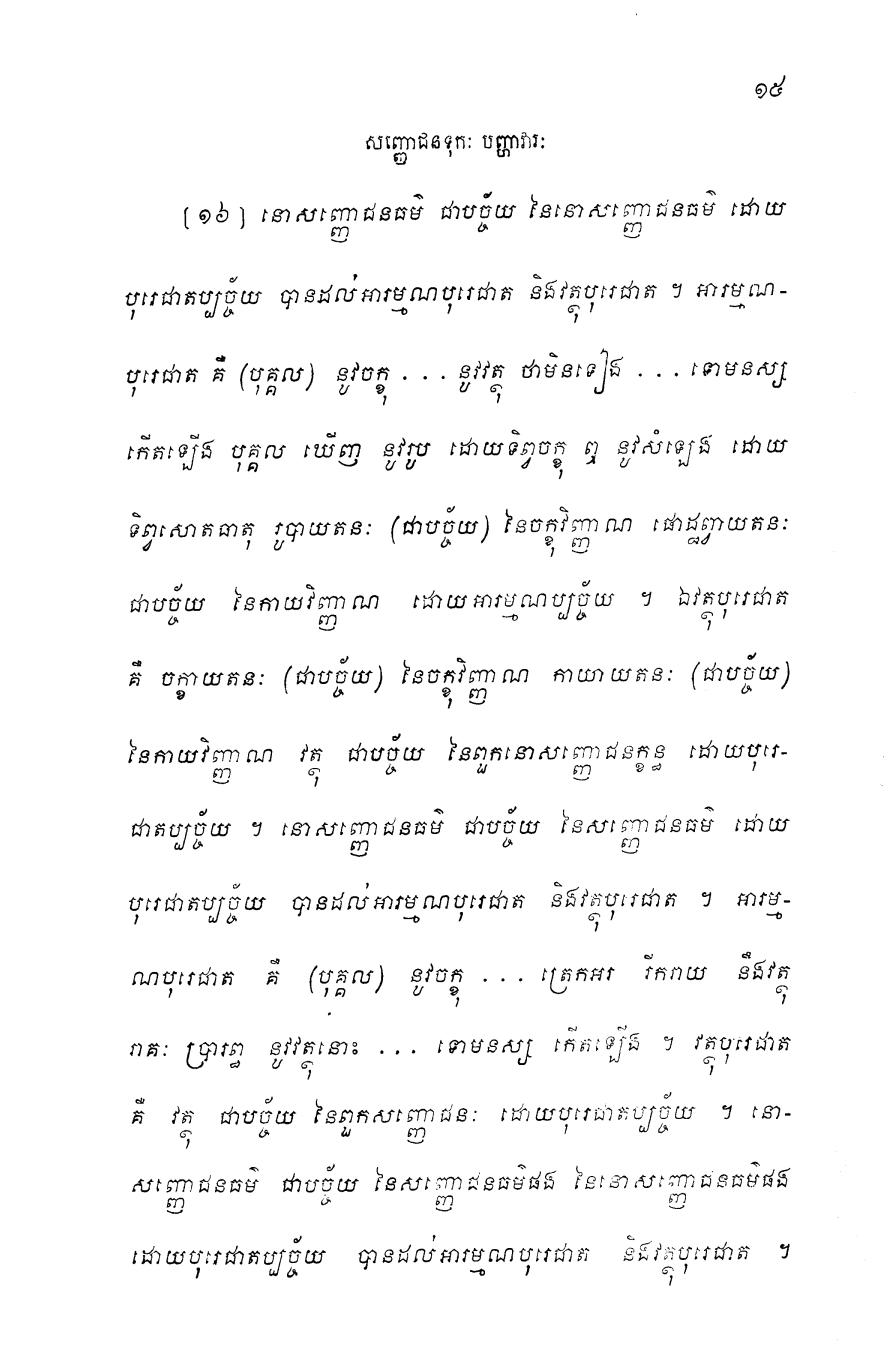 ១៥
សញ្ញោជនទុកៈ បញ្ហាវារៈ
[១៦] នោសញ្ញោជនធម៌ ជាបច្ច័យ នៃនោសញ្ញោជនធម៌ ដោយ
បុរេជាតប្បច្ច័យ បានដល់អារម្មណបុរេជាត និងវត្ថុបុរេជាត ។ អារម្មណ-
បុរេជាត គឺ (បុគ្គល) នូវចក្ខុ ... នូវវត្ថុ ថាមិនទៀង ... ទោមនស្ស
កើតឡើង បុគ្គល ឃើញ នូវរូប ដោយទិព្វចក្ខុ ឮ នូវសំឡេង ដោយ
ទិព្វសោតធាតុ រូបាយតនៈ (ជាបច្ច័យ) នៃចក្ខុវិញ្ញាណ ផោដ្ឋព្វាយតនៈ
ជាបច្ច័យ នៃកាយវិញ្ញាណ ដោយអារម្មណប្បច្ច័យ ។ ឯវត្ថុបុរេជាត
គឺ ចក្ខាយតនៈ (ជាបច្ច័យ) នៃចក្ខុវិញ្ញាណ កាយាយតនៈ (ជាបច្ច័យ)
នៃកាយវិញ្ញាណ វត្ថុ ជាបច្ច័យ នៃពួកនោសញ្ញោជនក្ខន្ធ ដោយបុរេ-
ជាតប្បច្ច័យ ។ នោសញ្ញោជនធម៌ ជាបច្ច័យ នៃសញ្ញោជនធម៌ ដោយ
បុរេជាតប្បច្ច័យ បានដល់អារម្មណបុរេជាត និងវត្ថុបុរេជាត ។ អារម្ម-
ណបុរេជាត គឺ (បុគ្គល) នូវចក្ខុ ... ត្រេកអរ រីករាយ នឹងវត្ថុ
រាគៈ ប្រារព្ធ នូវវត្ថុនោះ ... ទោមនស្ស កើតឡើង ។ វត្ថុបុរេជាត
គឺ វត្ថុ ជាបច្ច័យ នៃពួកសញ្ញោជនៈ ដោយបុរេជាតប្បច្ច័យ ។ នោ-
សញ្ញោជនធម៌ ជាបច្ច័យ នៃសញ្ញោជនធម៌ផង នៃនោសញ្ញោជនធម៌ផង
ដោយបុរេជាតប្បច្ច័យ បានដល់អារម្មណបុរេជាត និងវត្ថុបុរេជាត ។